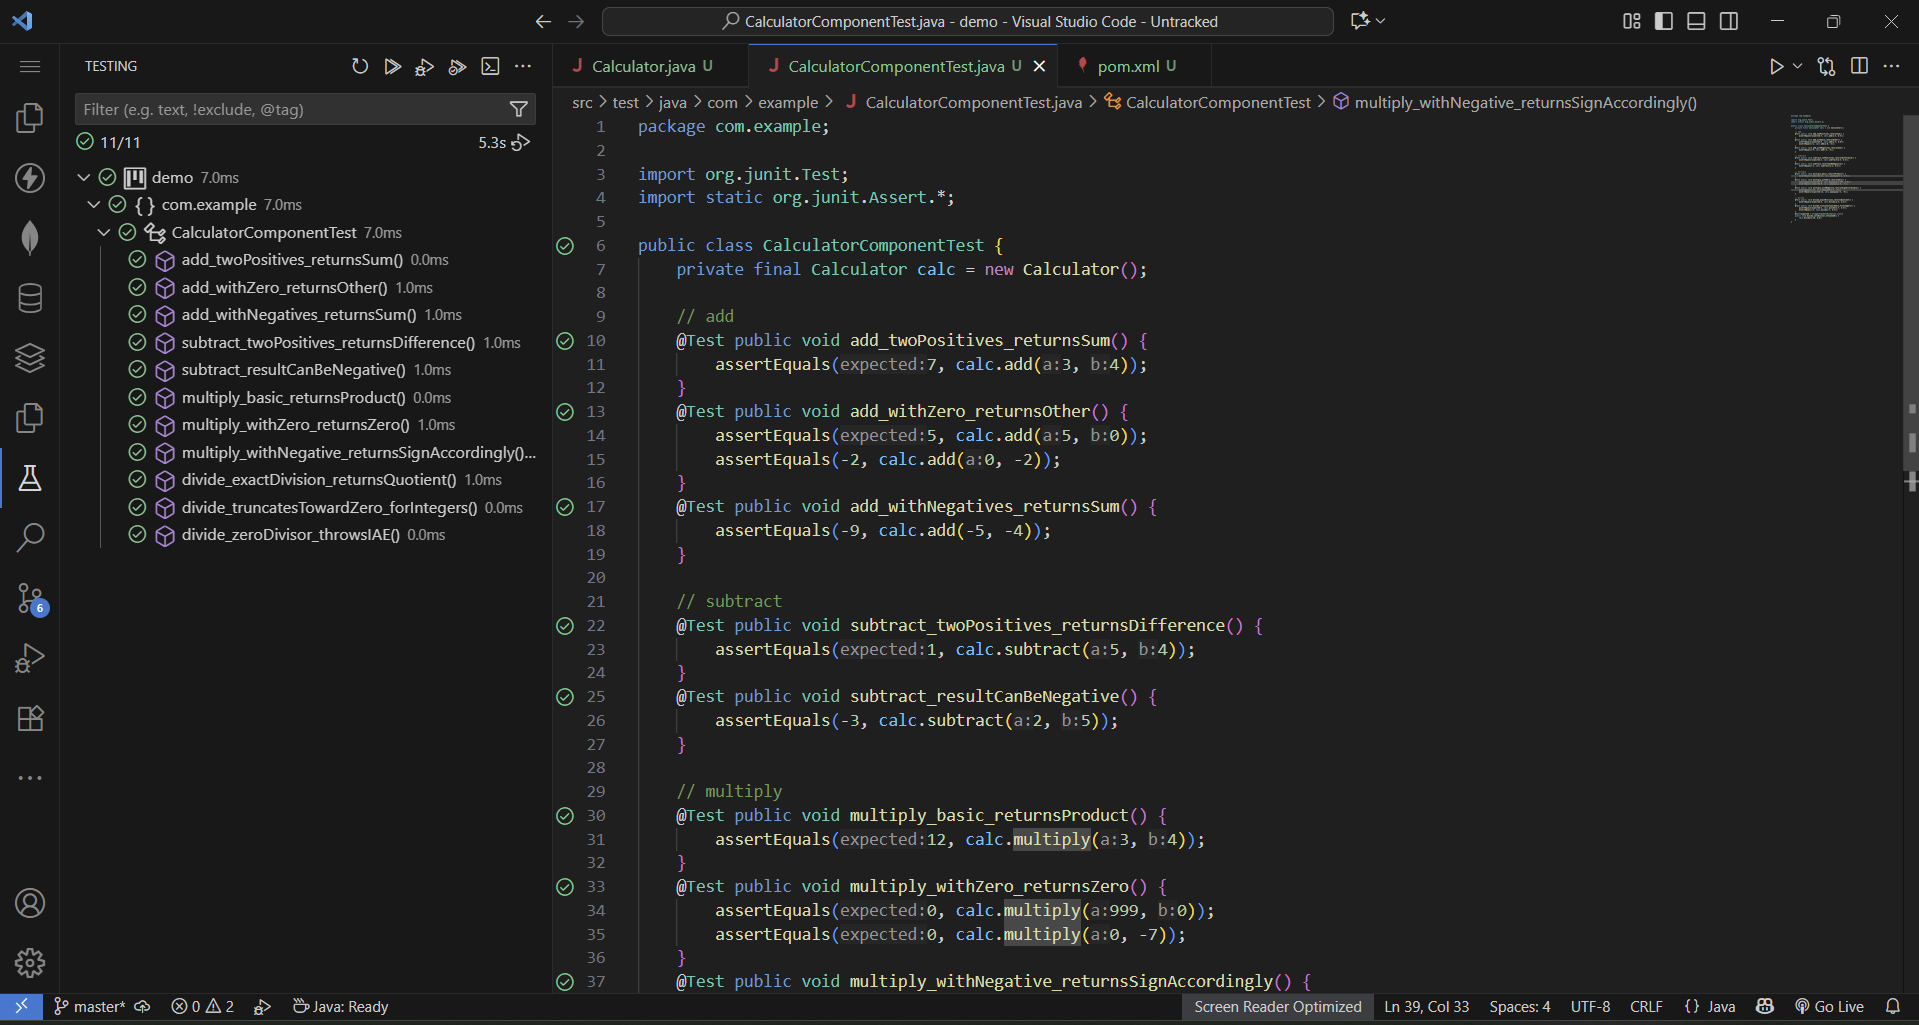 CalculatorComponentTest.java - demo - Visual Studio Code - Untracked
TESTING
Filter (e.g. text, !exclude, @tag)
11/11
5.3s
demo 7.0ms
{ } com.example 7.0ms
CalculatorComponentTest 7.0ms
add_twoPositives_returnsSum() 0.0ms
add_withZero_returnsOther() 1.0ms
add_withNegatives_returnsSum() 1.0ms
subtract_twoPositives_returnsDifference() 1.0ms
subtract_resultCanBeNegative() 1.0ms
multiply_basic_returnsProduct() 0.0ms
multiply_withZero_returnsZero() 1.0ms
multiply_withNegative_returnsSignAccordingly()...
divide_exactDivision_returnsQuotient() 1.0ms
divide_truncatesTowardZero_forIntegers() 0.0ms
divide_zeroDivisor_throwsIAE() 0.0ms
6
J Calculator.java U
J CalculatorComponentTest.java U
pom.xml U
src > test > java > com > example > J CalculatorComponentTest.java > CalculatorComponentTest > multiply_withNegative_returnsSignAccordingly()
1 package com.example;
2
3 import org.junit.Test;
4 import static org.junit.Assert.*;
5
6 public class CalculatorComponentTest {
7 private final Calculator calc = new Calculator();
8
9 // add
10 @Test public void add_twoPositives_returnsSum() {
11 assertEquals(expected:7, calc.add(a:3, b:4));
12 }
13 @Test public void add_withZero_returnsOther() {
14 assertEquals(expected:5, calc.add(a:5, b:0));
15 assertEquals(-2, calc.add(a:0, -2));
16 }
17 @Test public void add_withNegatives_returnsSum() {
18 assertEquals(-9, calc.add(-5, -4));
19 }
20
21 // subtract
22 @Test public void subtract_twoPositives_returnsDifference() {
23 assertEquals(expected:1, calc.subtract(a:5, b:4));
24 }
25 @Test public void subtract_resultCanBeNegative() {
26 assertEquals(-3, calc.subtract(a:2, b:5));
27 }
28
29 // multiply
30 @Test public void multiply_basic_returnsProduct() {
31 assertEquals(expected:12, calc.multiply(a:3, b:4));
32 }
33 @Test public void multiply_withZero_returnsZero() {
34 assertEquals(expected:0, calc.multiply(a:999, b:0));
35 assertEquals(expected:0, calc.multiply(a:0, -7));
36 }
37 @Test public void multiply_withNegative_returnsSignAccordingly() {
master* 0 2 Java: Ready
Screen Reader Optimized Ln 39, Col 33 Spaces: 4 UTF-8 CRLF {} Java Go Live